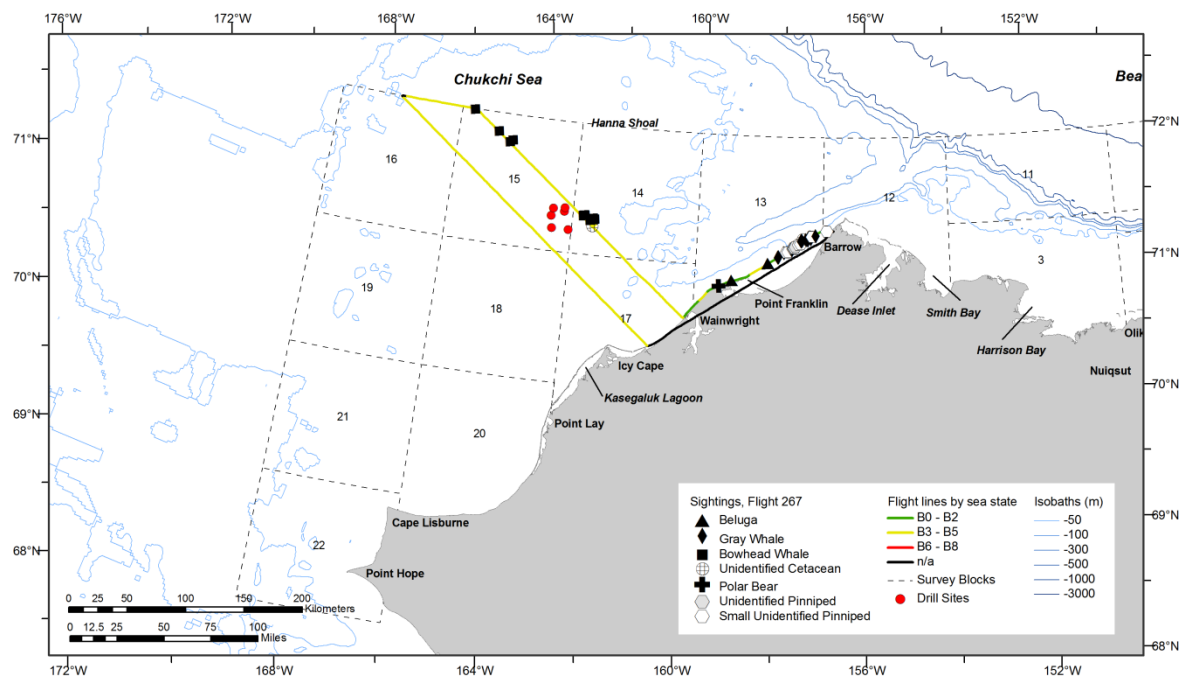 176°W
172°W
168°W
164°W
160°W
156°W
152°W
Chukchi Sea
Bea
Hanna Shoal
71°N
70°N
69°N
68°N
72°N
71°N
70°N
69°N
68°N
16
15
14
13
12
11
3
19
18
17
21
20
22
Barrow
Point Franklin
Wainwright
Dease Inlet
Smith Bay
Harrison Bay
Olik
Nuiqsut
Icy Cape
Kasegaluk Lagoon
Point Lay
Cape Lisburne
Point Hope
0 25 50 100 150 200
Kilometers
0 12.5 25 50 75 100
Miles
Sightings, Flight 267
Beluga
Gray Whale
Bowhead Whale
Unidentified Cetacean
Polar Bear
Unidentified Pinniped
Small Unidentified Pinniped
Flight lines by sea state
B0 - B2
B3 - B5
B6 - B8
n/a
Survey Blocks
Drill Sites
Isobaths (m)
-50
-100
-300
-500
-1000
-3000
172°W
168°W
164°W
160°W
156°W
152°W